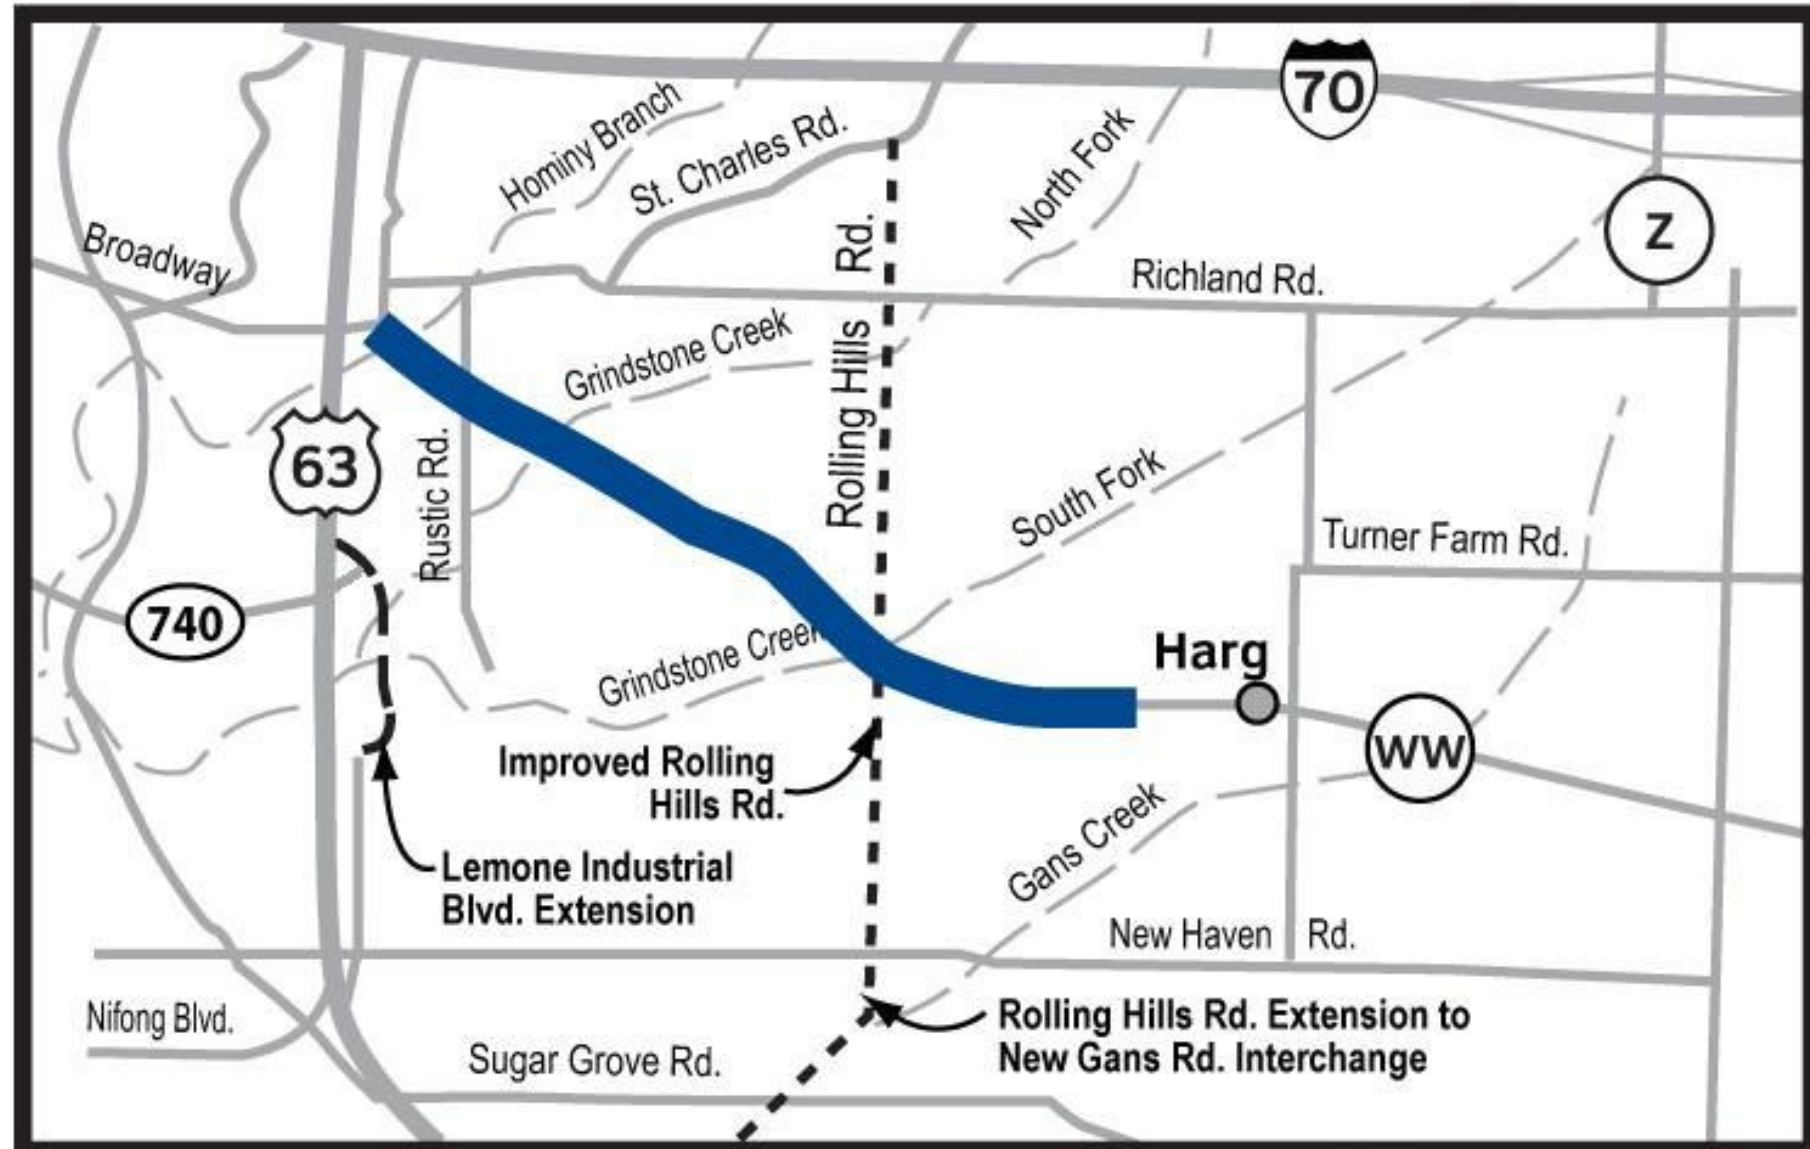 70
Hominy Branch
St. Charles Rd.
North Fork
Z
Broadway
Rolling Hills Rd.
Richland Rd.
Grindstone Creek
63
Rustic Rd.
South Fork
Turner Farm Rd.
740
Grindstone Creek
Harg
WW
Improved Rolling
Hills Rd.
Gans Creek
Lemone Industrial
Blvd. Extension
New Haven Rd.
Nifong Blvd.
Rolling Hills Rd. Extension to
New Gans Rd. Interchange
Sugar Grove Rd.